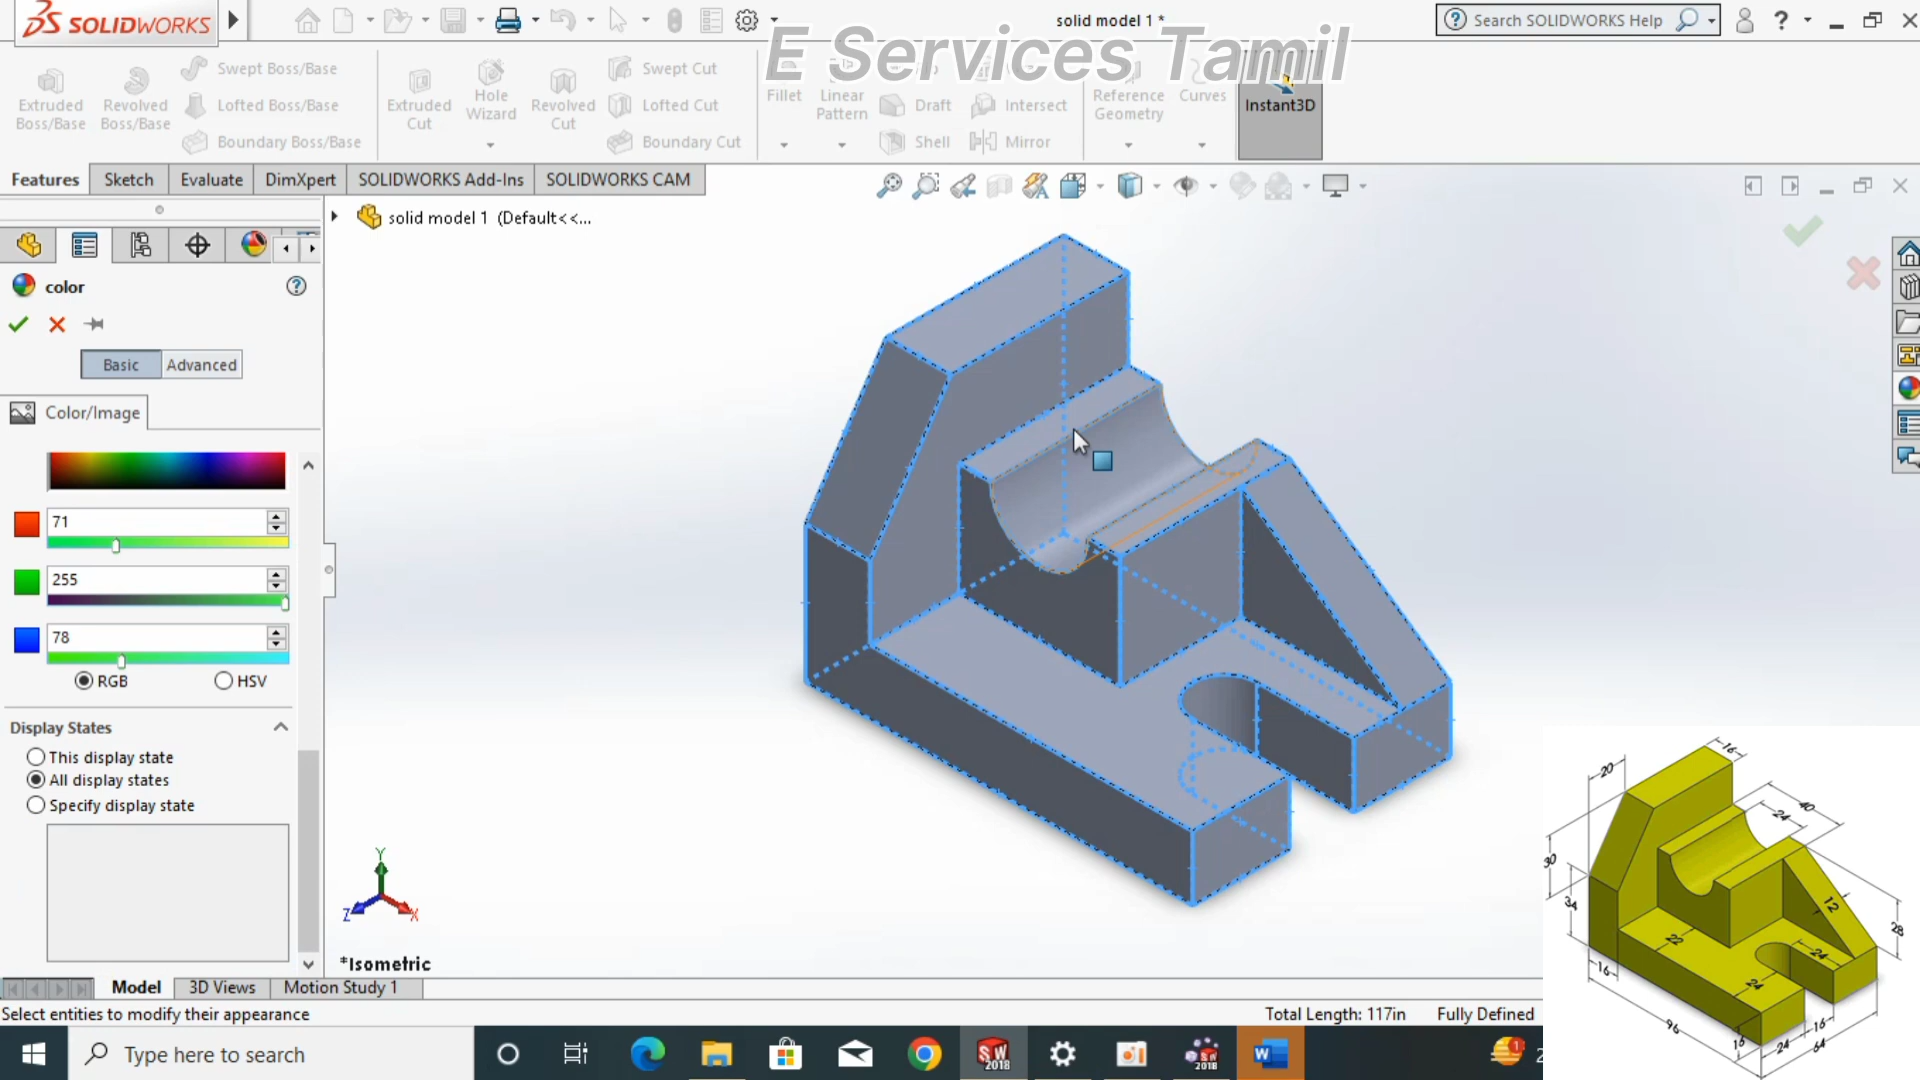 SOLIDWORKS
solid model 1 *
Search SOLIDWORKS Help
E Services Tamil
Extruded Boss/Base
Revolved Boss/Base
Swept Boss/Base
Lofted Boss/Base
Boundary Boss/Base
Extruded Cut
Hole Wizard
Revolved Cut
Swept Cut
Lofted Cut
Boundary Cut
Fillet
Linear Pattern
Draft
Shell
Intersect
Mirror
Reference Geometry
Curves
Instant3D
Features
Sketch
Evaluate
DimXpert
SOLIDWORKS Add-Ins
SOLIDWORKS CAM
solid model 1 (Default<<...
color
Basic
Advanced
Color/Image
71
255
78
RGB
HSV
Display States
This display state
All display states
Specify display state
Y
Z
X
*Isometric
16
20
40
24
30
34
12
28
22
24
16
24
96
16
16
24
64
Model
3D Views
Motion Study 1
Select entities to modify their appearance
Total Length: 117in
Fully Defined
Type here to search
SW
2018
SW
2018
W
1